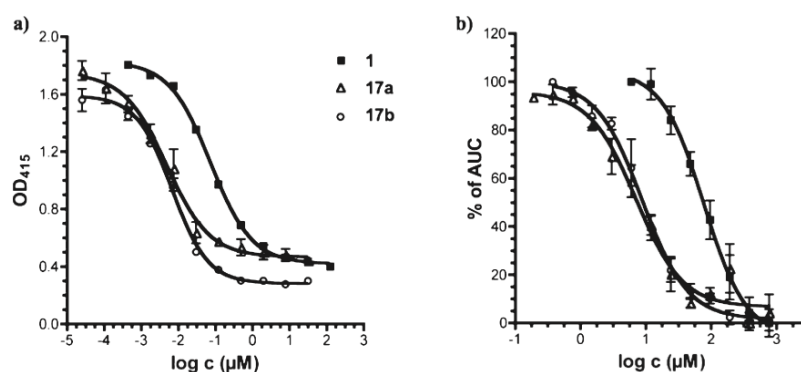 a)
OD415
2.0
1.6
1.2
0.8
0.4
0.0
-5 -4 -3 -2 -1 0 1 2 3
log c (µM)
1
17a
17b
b)
% of AUC
120
100
80
60
40
20
0
-1 0 1 2 3
log c (µM)